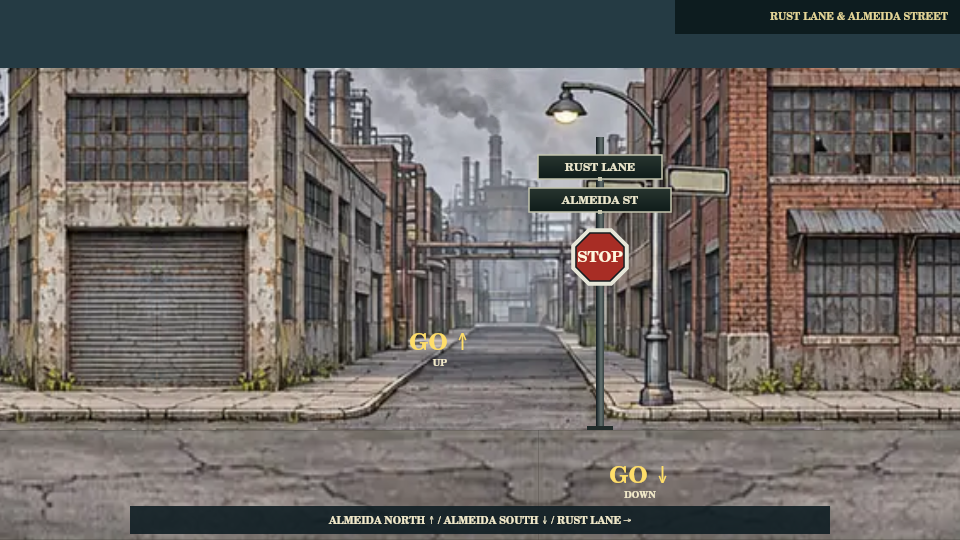 RUST LANE & ALMEIDA STREET
RUST LANE
ALMEIDA ST
STOP
GO ↑
UP
GO ↓
DOWN
ALMEIDA NORTH ↑ / ALMEIDA SOUTH ↓ / RUST LANE →